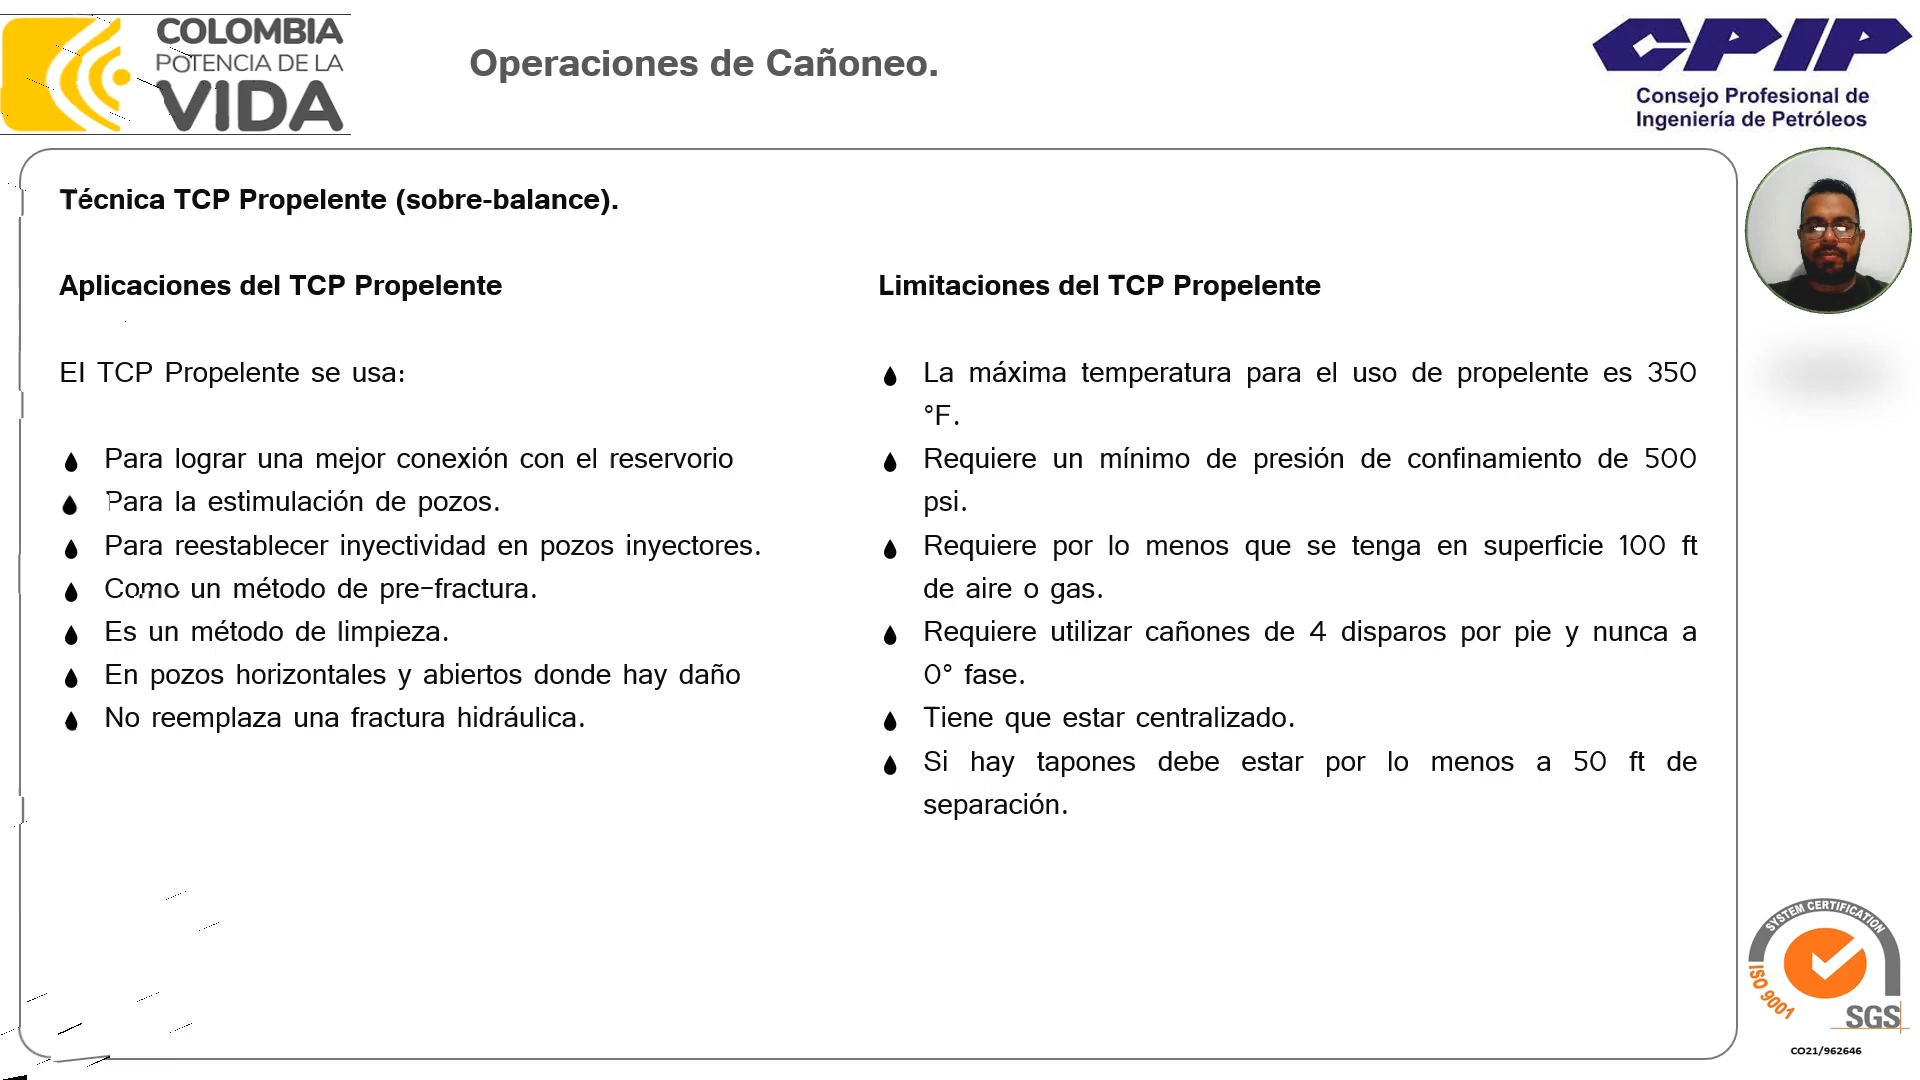 COLOMBIA
POTENCIA DE LA
VIDA
Operaciones de Cañoneo.
CPIP
Consejo Profesional de
Ingeniería de Petróleos
Técnica TCP Propelente (sobre-balance).
Aplicaciones del TCP Propelente
El TCP Propelente se usa:
Para lograr una mejor conexión con el reservorio
Para la estimulación de pozos.
Para reestablecer inyectividad en pozos inyectores.
Como un método de pre-fractura.
Es un método de limpieza.
En pozos horizontales y abiertos donde hay daño
No reemplaza una fractura hidráulica.
Limitaciones del TCP Propelente
La máxima temperatura para el uso de propelente es 350
°F.
Requiere un mínimo de presión de confinamiento de 500
psi.
Requiere por lo menos que se tenga en superficie 100 ft
de aire o gas.
Requiere utilizar cañones de 4 disparos por pie y nunca a
0° fase.
Tiene que estar centralizado.
Si hay tapones debe estar por lo menos a 50 ft de
separación.
SYSTEM CERTIFICATION
ISO 9001
SGS
CO21/962646